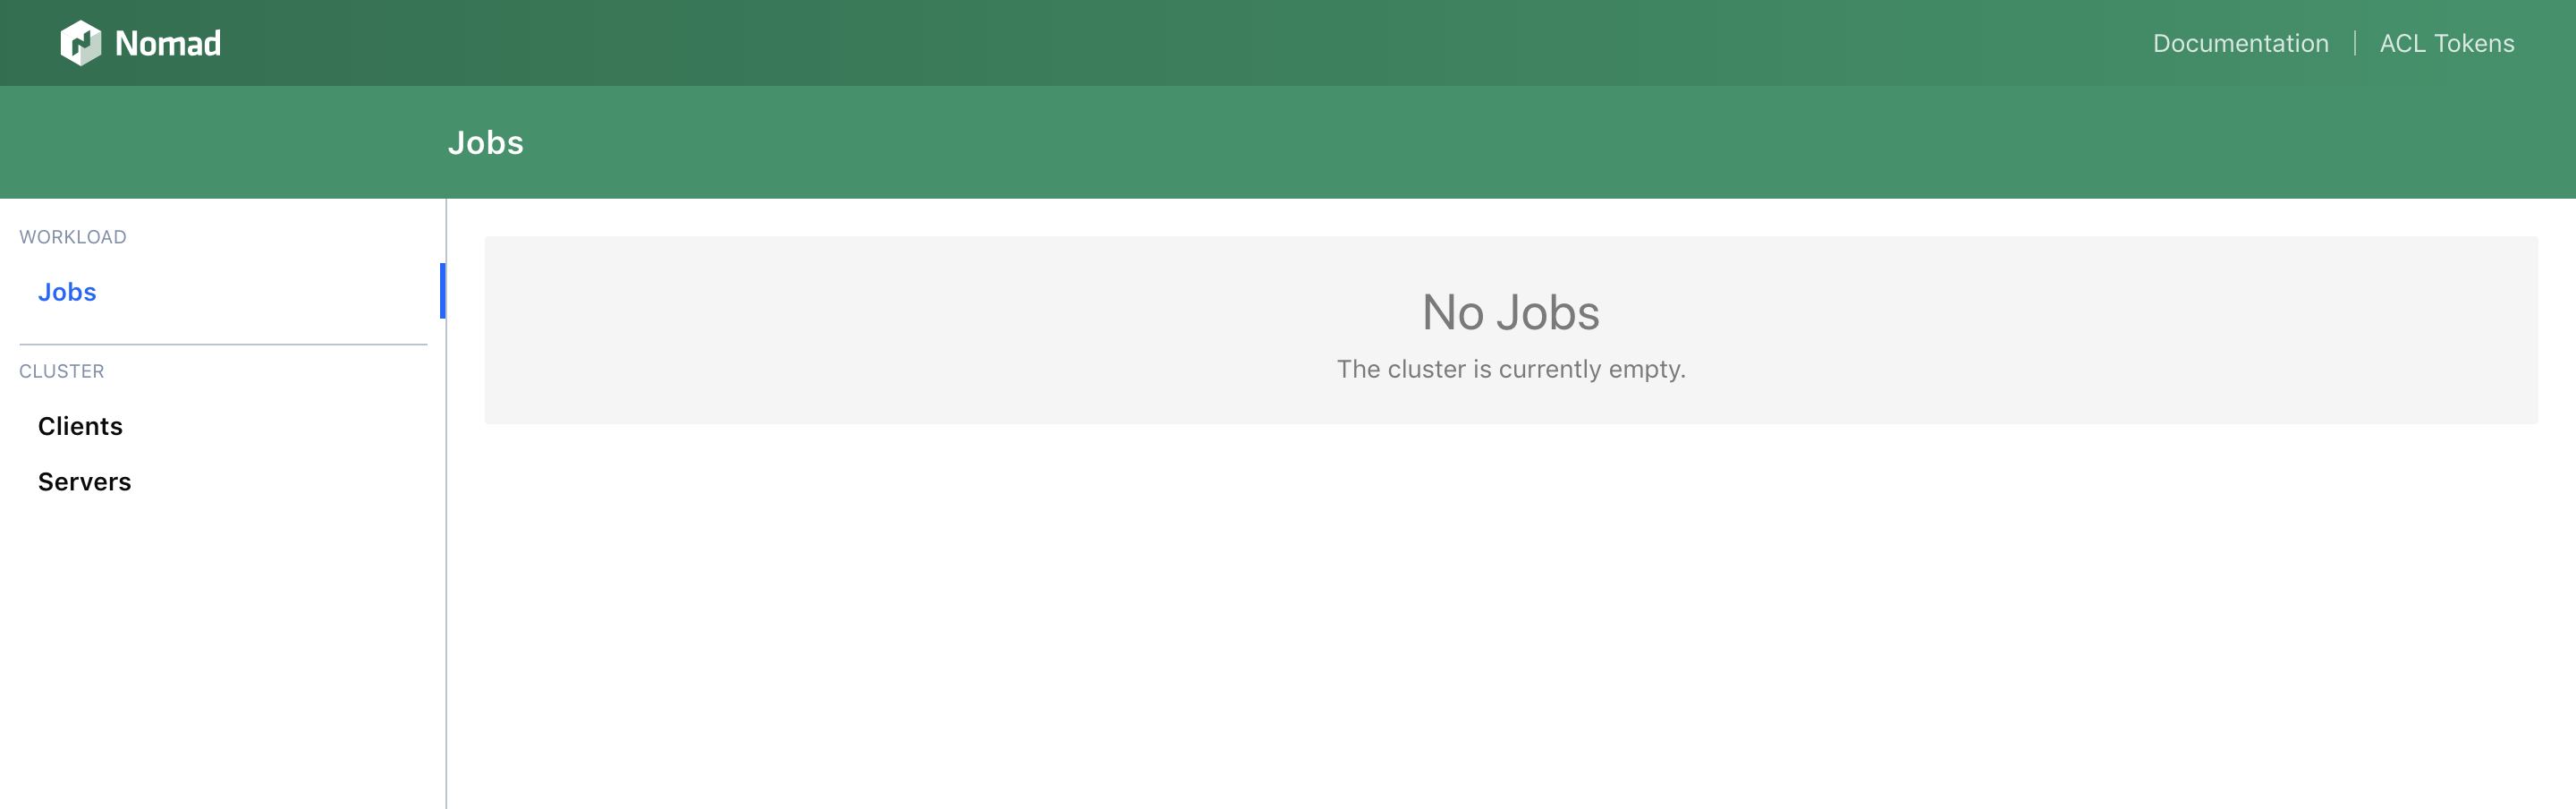 Nomad
Documentation
ACL Tokens
Jobs
WORKLOAD
Jobs
CLUSTER
Clients
Servers
No Jobs
The cluster is currently empty.